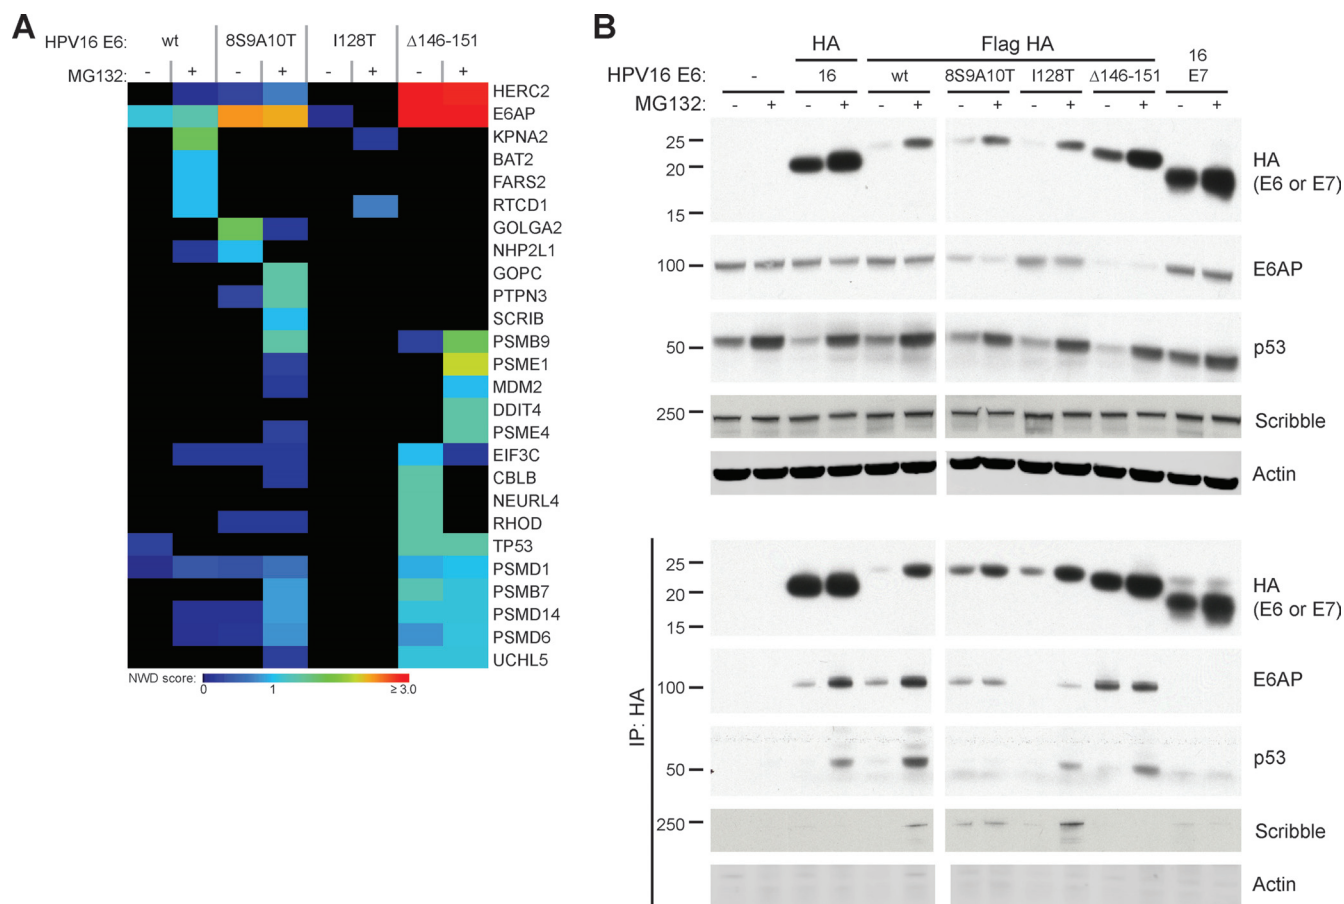 A
HPV16 E6: wt 8S9A10T I128T Δ146-151
MG132: - + - + - + - +
HERC2
E6AP
KPNA2
BAT2
FARS2
RTCD1
GOLGA2
NHP2L1
GOPC
PTPN3
SCRIB
PSMB9
PSME1
MDM2
DDIT4
PSME4
EIF3C
CBLB
NEURL4
RHOD
TP53
PSMD1
PSMB7
PSMD14
PSMD6
UCHL5
NWD score:
0 1 ≥ 3.0
B
HA Flag HA
HPV16 E6: - 16 wt 8S9A10T I128T Δ146-151 16 E7
MG132: - + - + - + - + - + - + - +
25
20
15
HA
(E6 or E7)
100
E6AP
50
p53
250
Scribble
Actin
IP: HA
25
20
15
HA
(E6 or E7)
100
E6AP
50
p53
250
Scribble
Actin